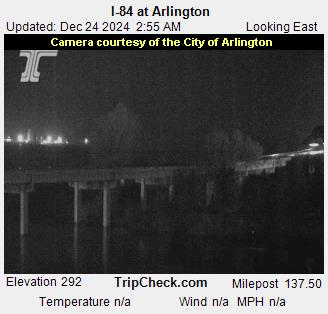 I-84 at Arlington
Updated: Dec 24 2024 2:55 AM Looking East
Camera courtesy of the City of Arlington
Elevation 292 TripCheck.com Milepost 137.50
Temperature n/a Wind n/a MPH n/a